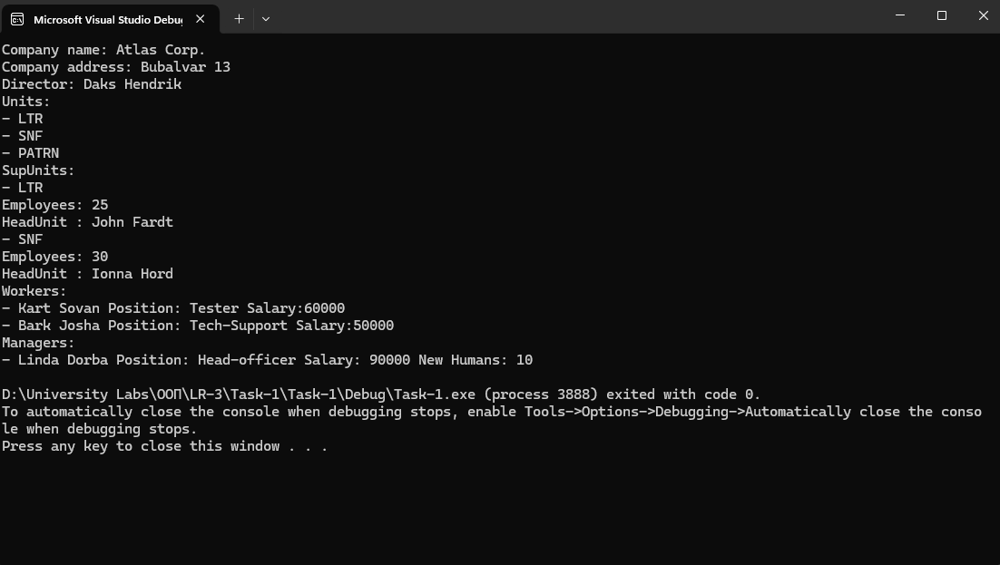 Microsoft Visual Studio Debug
Company name: Atlas Corp.
Company address: Bubalvar 13
Director: Daks Hendrik
Units:
- LTR
- SNF
- PATRN
SupUnits:
- LTR
Employees: 25
HeadUnit : John Fardt
- SNF
Employees: 30
HeadUnit : Ionna Hord
Workers:
- Kart Sovan Position: Tester Salary:60000
- Bark Josha Position: Tech-Support Salary:50000
Managers:
- Linda Dorba Position: Head-officer Salary: 90000 New Humans: 10
D:\University Labs\ООП\LR-3\Task-1\Task-1\Debug\Task-1.exe (process 3888) exited with code 0.
To automatically close the console when debugging stops, enable Tools->Options->Debugging->Automatically close the conso
le when debugging stops.
Press any key to close this window . . .